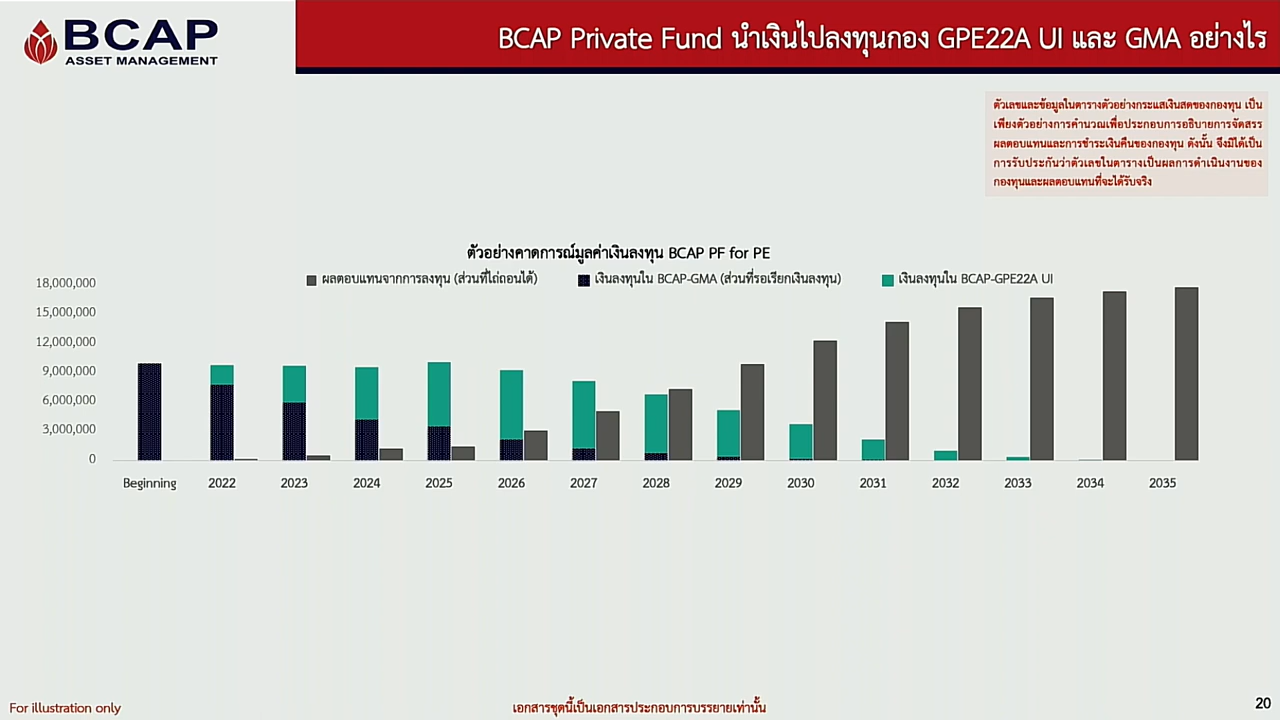 BCAP
ASSET MANAGEMENT
BCAP Private Fund นำเงินไปลงทุนกอง GPE22A UI และ GMA อย่างไร
ตัวเลขและข้อมูลในตารางตัวอย่างกระแสเงินสดของกองทุน เป็น
เพียงตัวอย่างการคำนวณเพื่อประกอบการอธิบายการจัดสรร
ผลตอบแทนและการชำระเงินคืนของกองทุน ดังนั้น จึงมิได้เป็น
การรับประกันว่าตัวเลขในตารางเป็นผลการดำเนินงานของ
กองทุนและผลตอบแทนที่จะได้รับจริง
ตัวอย่างคาดการณ์มูลค่าเงินลงทุน BCAP PF for PE
ผลตอบแทนจากการลงทุน (ส่วนที่ไถ่ถอนได้) เงินลงทุนใน BCAP-GMA (ส่วนที่รอเรียกเงินลงทุน) เงินลงทุนใน BCAP-GPE22A UI
18,000,000
15,000,000
12,000,000
9,000,000
6,000,000
3,000,000
0
Beginning 2022 2023 2024 2025 2026 2027 2028 2029 2030 2031 2032 2033 2034 2035
For illustration only
เอกสารชุดนี้เป็นเอกสารประกอบการบรรยายเท่านั้น
20